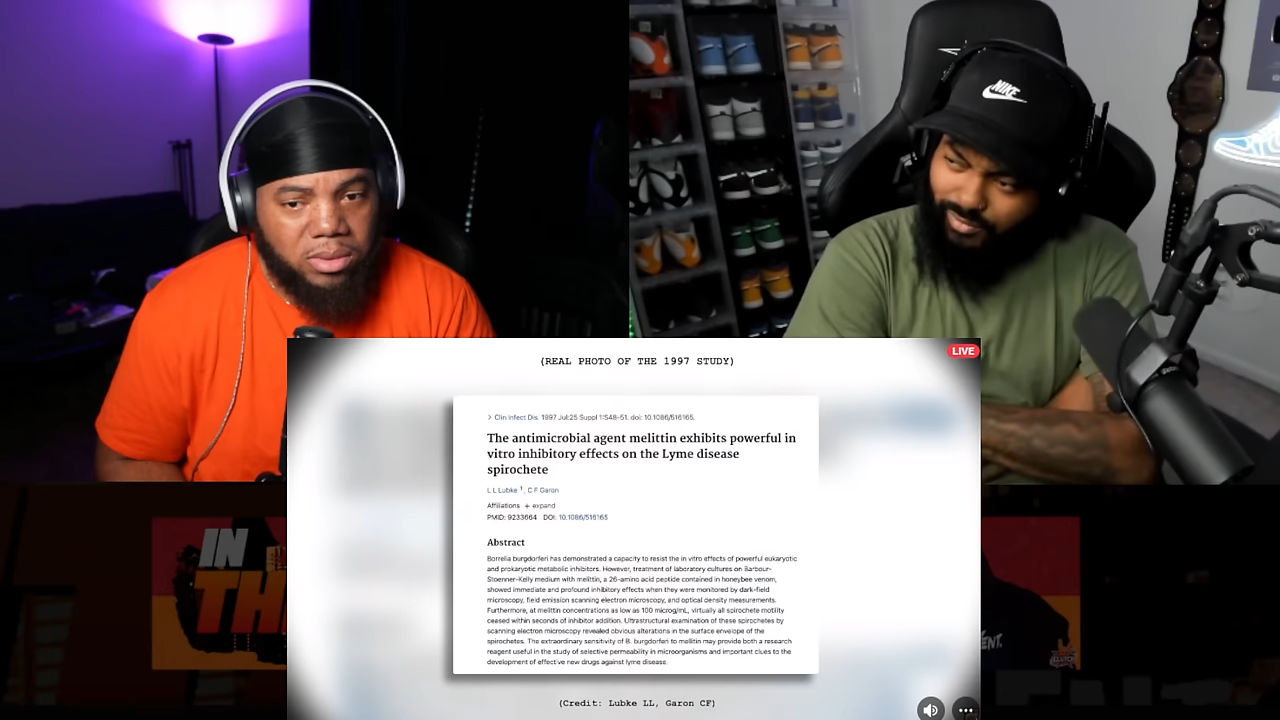 NIKE
(REAL PHOTO OF THE 1997 STUDY)
LIVE
> Clin Infect Dis. 1997 Jul:25 Suppl 1:S48-51. doi: 10.1086/516165.
The antimicrobial agent melittin exhibits powerful in
vitro inhibitory effects on the Lyme disease
spirochete
L L Lubke 1, C F Garon
Affiliations + expand
PMID: 9233664 DOI: 10.1086/516165
Abstract
Borrelia burgdorferi has demonstrated a capacity to resist the in vitro effects of powerful eukaryotic
and prokaryotic metabolic inhibitors. However, treatment of laboratory cultures on Barbour-
Stoenner-Kelly medium with melittin, a 26-amino acid peptide contained in honeybee venom,
showed immediate and profound inhibitory effects when they were monitored by dark-field
microscopy, field emission scanning electron microscopy, and optical density measurements.
Furthermore, at melittin concentrations as low as 100 microg/mL, virtually all spirochete motility
ceased within seconds of inhibitor addition. Ultrastructural examination of these spirochetes by
scanning electron microscopy revealed obvious alterations in the surface envelope of the
spirochetes. The extraordinary sensitivity of B. burgdorferi to mellitin may provide both a research
reagent useful in the study of selective permeability in microorganisms and important clues to the
development of effective new drugs against lyme disease.
IN
TH
(Credit: Lubke LL, Garon CF)